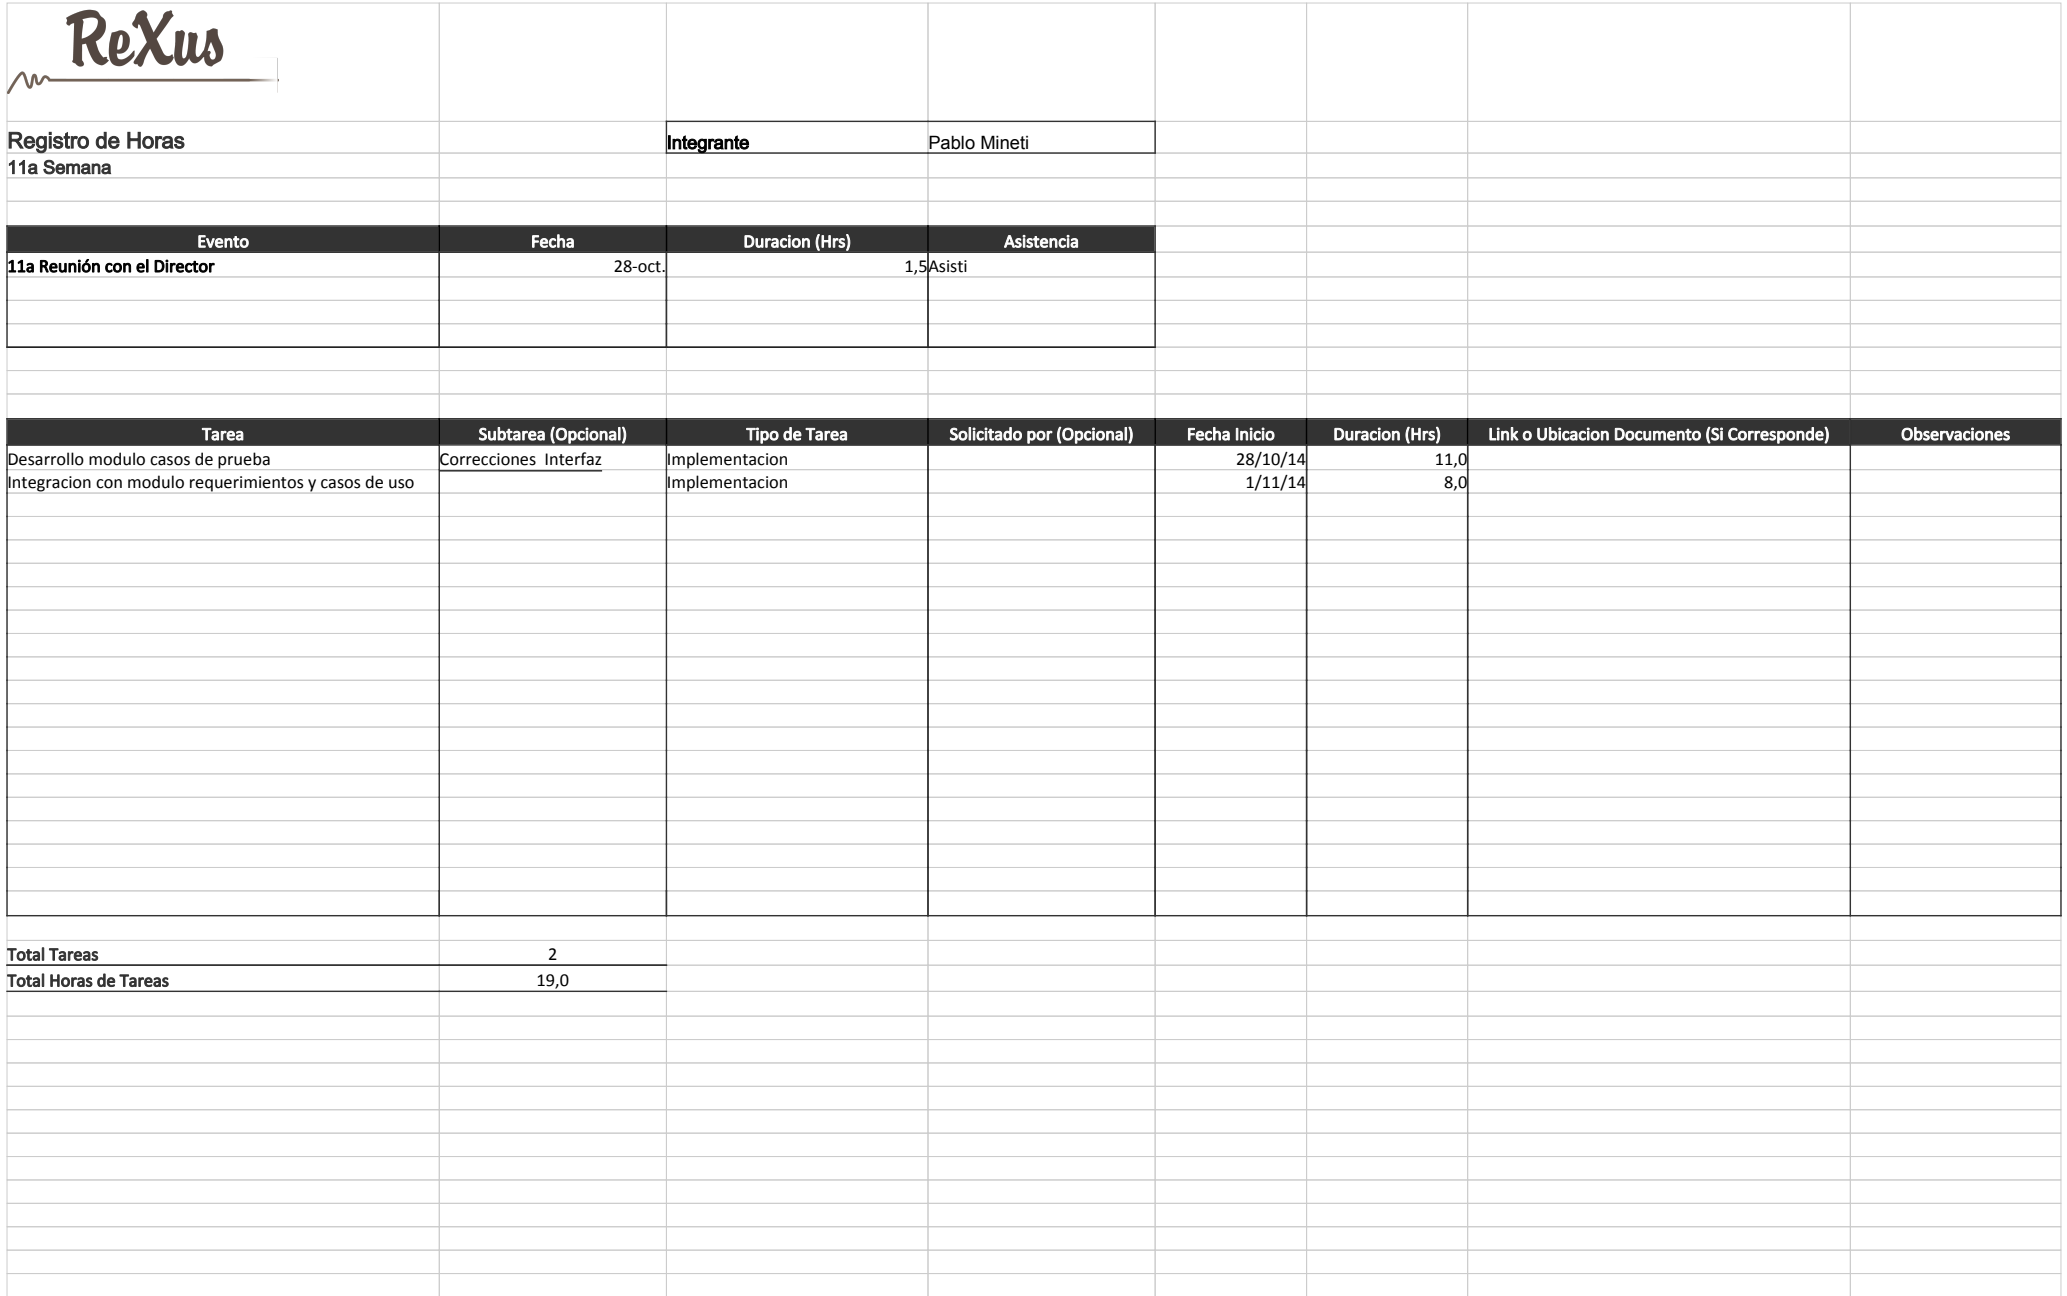 ReXus
Registro de Horas Integrante Pablo Mineti
11a Semana
Evento Fecha Duracion (Hrs) Asistencia
11a Reunión con el Director 28-oct. 1,5 Asisti
Tarea Subtarea (Opcional) Tipo de Tarea Solicitado por (Opcional) Fecha Inicio Duracion (Hrs) Link o Ubicacion Documento (Si Corresponde) Observaciones
Desarrollo modulo casos de prueba Correcciones Interfaz Implementacion 28/10/14 11,0
Integracion con modulo requerimientos y casos de uso Implementacion 1/11/14 8,0
Total Tareas 2
Total Horas de Tareas 19,0